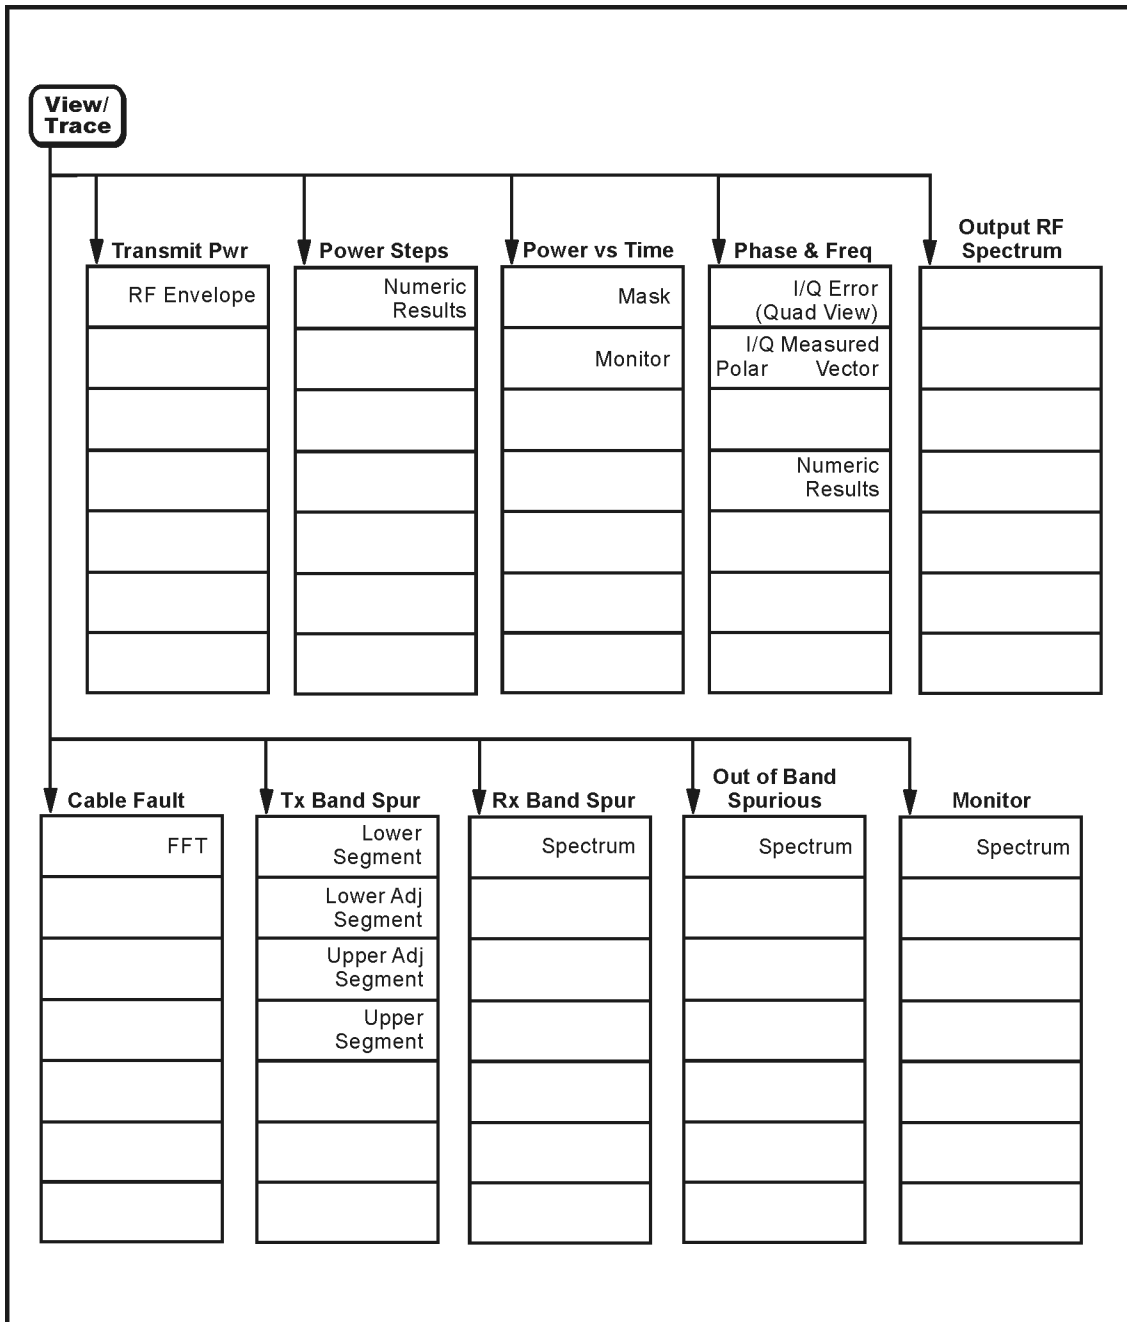 View/
Trace
Transmit Pwr
RF Envelope
Power Steps
Numeric
Results
Power vs Time
Mask
Monitor
Phase & Freq
I/Q Error
(Quad View)
I/Q Measured
Polar Vector
Numeric
Results
Output RF
Spectrum
Cable Fault
FFT
Tx Band Spur
Lower
Segment
Lower Adj
Segment
Upper Adj
Segment
Upper
Segment
Rx Band Spur
Spectrum
Out of Band
Spurious
Spectrum
Monitor
Spectrum